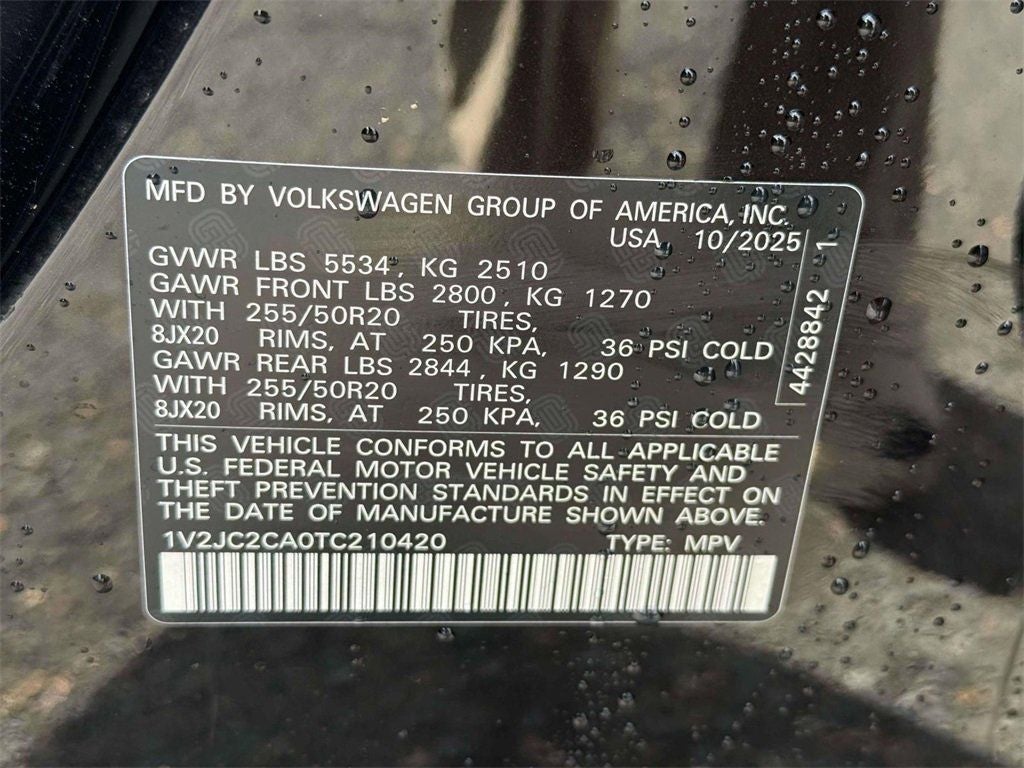 MFD BY VOLKSWAGEN GROUP OF AMERICA, INC.
USA 10/2025
GVWR LBS 5534, KG 2510
GAWR FRONT LBS 2800, KG 1270
WITH 255/50R20 TIRES,
8JX20 RIMS, AT 250 KPA, 36 PSI COLD
GAWR REAR LBS 2844, KG 1290
WITH 255/50R20 TIRES,
8JX20 RIMS, AT 250 KPA, 36 PSI COLD
4428842 1
THIS VEHICLE CONFORMS TO ALL APPLICABLE
U.S. FEDERAL MOTOR VEHICLE SAFETY AND
THEFT PREVENTION STANDARDS IN EFFECT ON
THE DATE OF MANUFACTURE SHOWN ABOVE.
1V2JC2CA0TC210420 TYPE: MPV